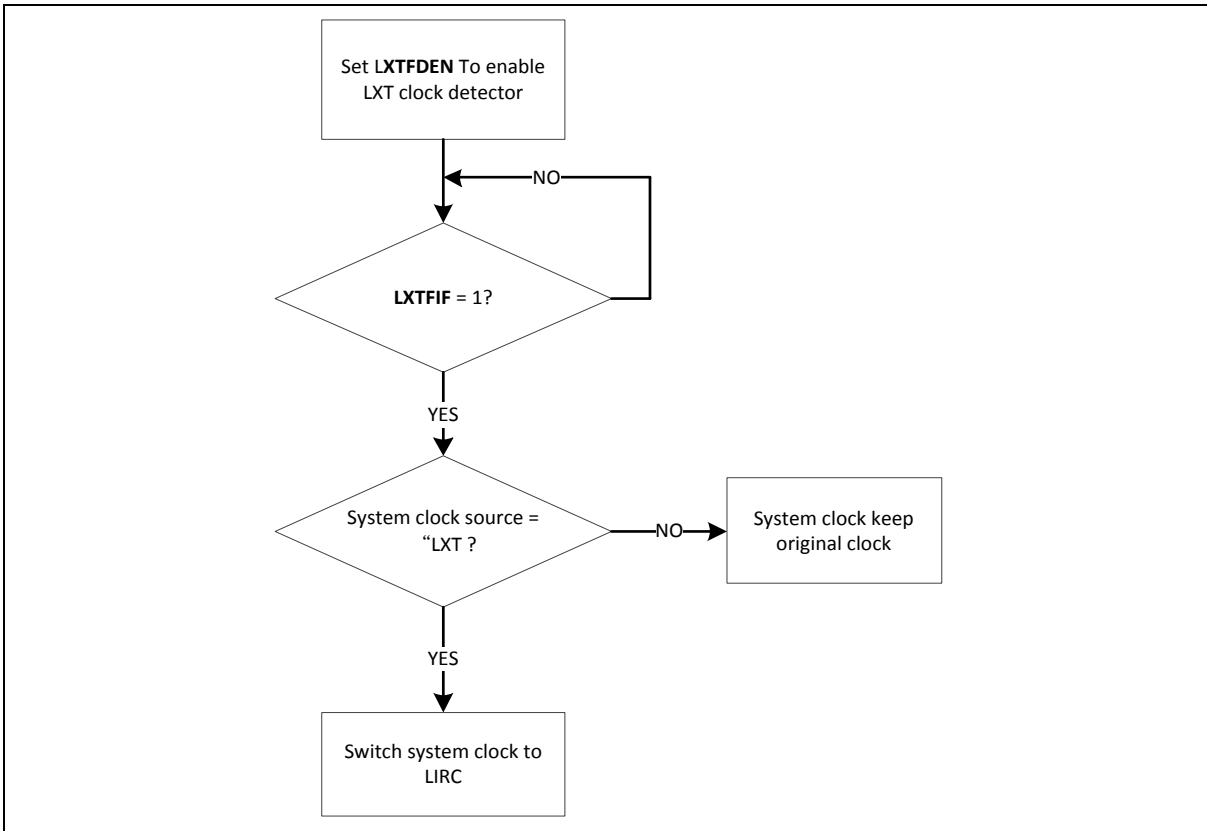 Set LXTFDEN To enable
LXT clock detector
NO
LXTFIF = 1?
YES
System clock source =
“LXT ?
NO
System clock keep
original clock
YES
Switch system clock to
LIRC